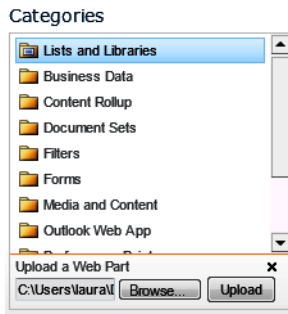 Categories
Lists and Libraries
Business Data
Content Rollup
Document Sets
Filters
Forms
Media and Content
Outlook Web App
Upload a Web Part
C:\Users\laura\
Browse...
Upload